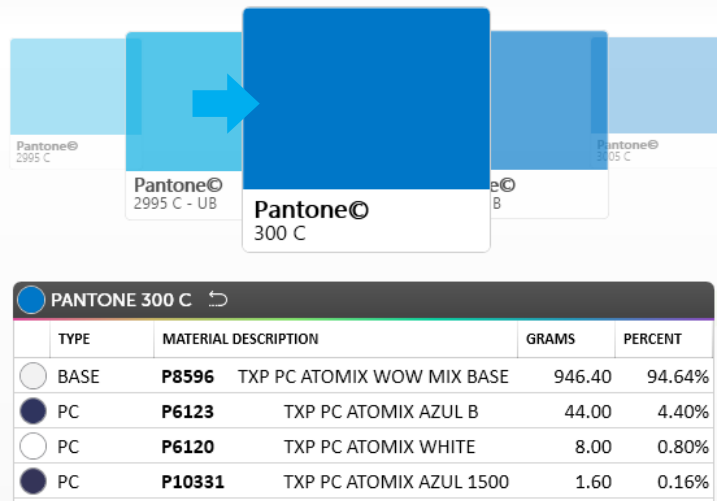 Pantone©
2995 C
Pantone©
2995 C - UB
Pantone©
300 C
e©
B
Pantone©
3005 C
PANTONE 300 C
TYPE MATERIAL DESCRIPTION GRAMS PERCENT
BASE P8596 TXP PC ATOMIX WOW MIX BASE 946.40 94.64%
PC P6123 TXP PC ATOMIX AZUL B 44.00 4.40%
PC P6120 TXP PC ATOMIX WHITE 8.00 0.80%
PC P10331 TXP PC ATOMIX AZUL 1500 1.60 0.16%